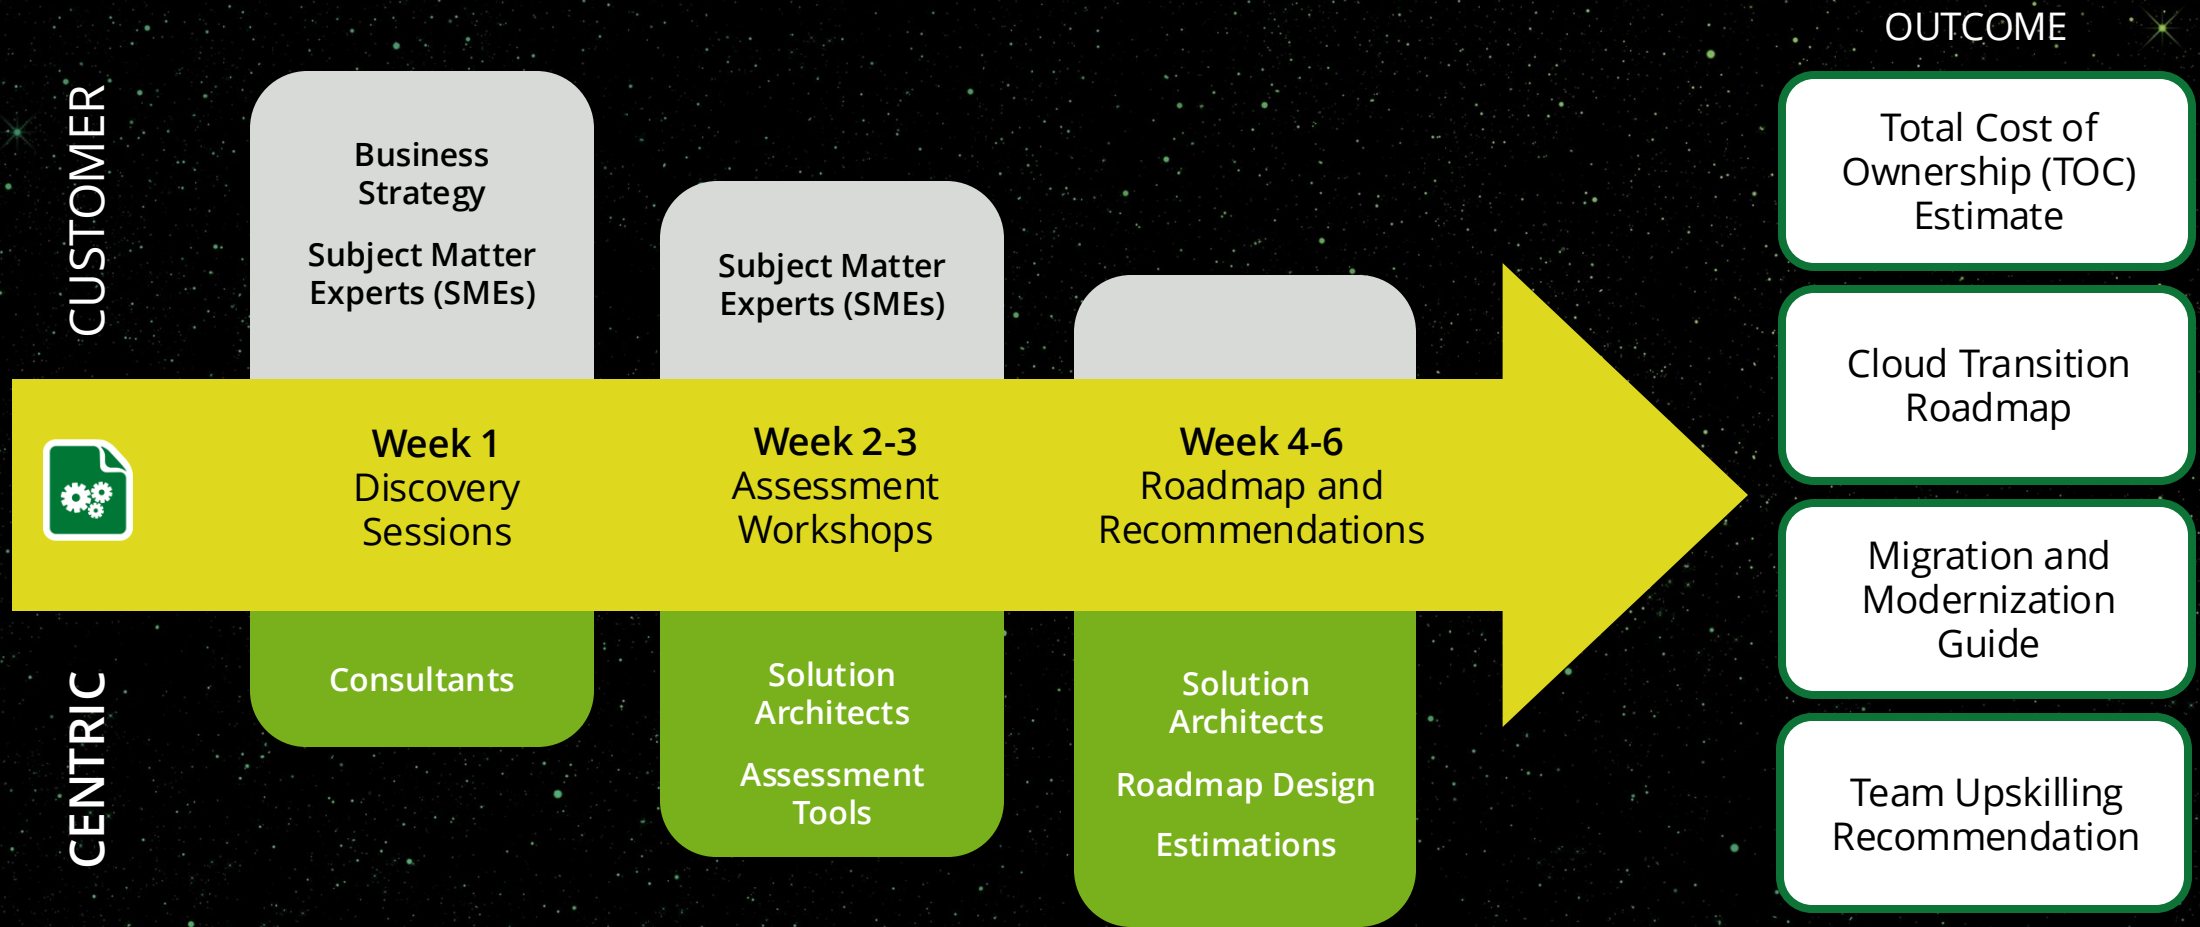 OUTCOME
CUSTOMER
Business
Strategy
Subject Matter
Experts (SMEs)
Subject Matter
Experts (SMEs)
Week 1
Discovery
Sessions
Week 2-3
Assessment
Workshops
Week 4-6
Roadmap and
Recommendations
CENTRIC
Consultants
Solution
Architects
Assessment
Tools
Solution
Architects
Roadmap Design
Estimations
Total Cost of
Ownership (TOC)
Estimate
Cloud Transition
Roadmap
Migration and
Modernization
Guide
Team Upskilling
Recommendation